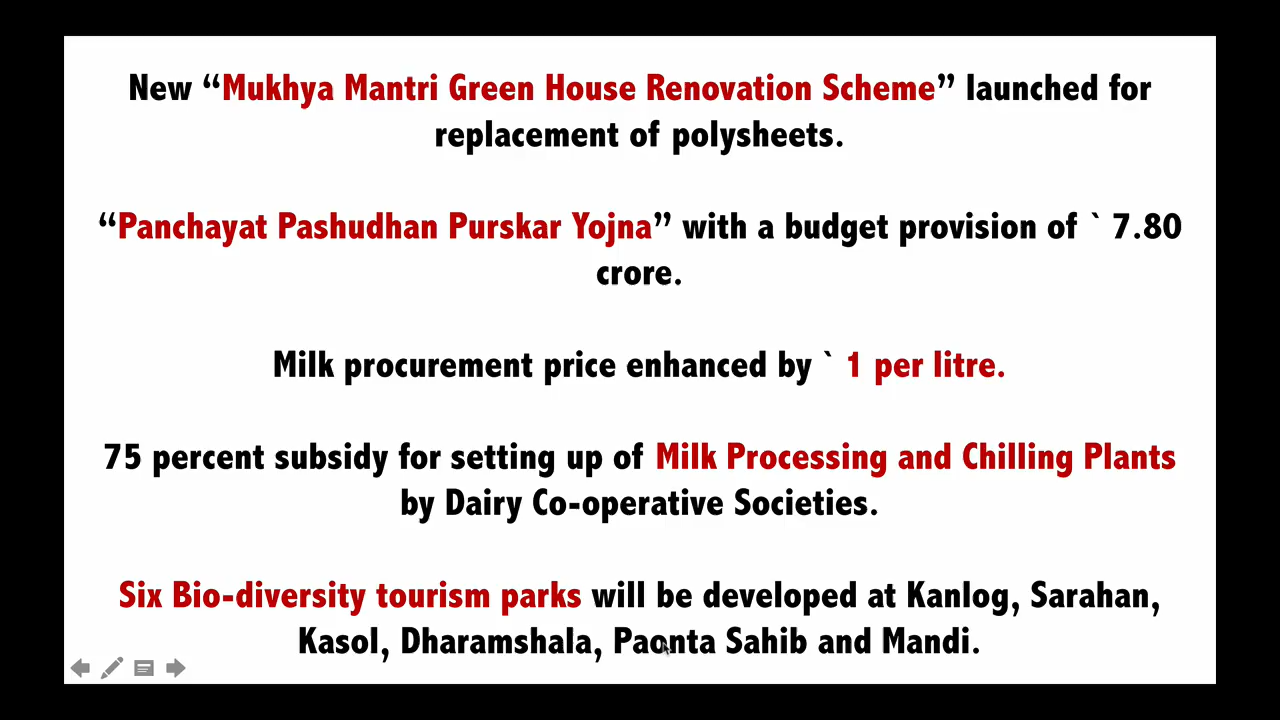 New “Mukhya Mantri Green House Renovation Scheme” launched for
replacement of polysheets.
“Panchayat Pashudhan Purskar Yojna” with a budget provision of ` 7.80
crore.
Milk procurement price enhanced by ` 1 per litre.
75 percent subsidy for setting up of Milk Processing and Chilling Plants
by Dairy Co-operative Societies.
Six Bio-diversity tourism parks will be developed at Kanlog, Sarahan,
Kasol, Dharamshala, Paonta Sahib and Mandi.